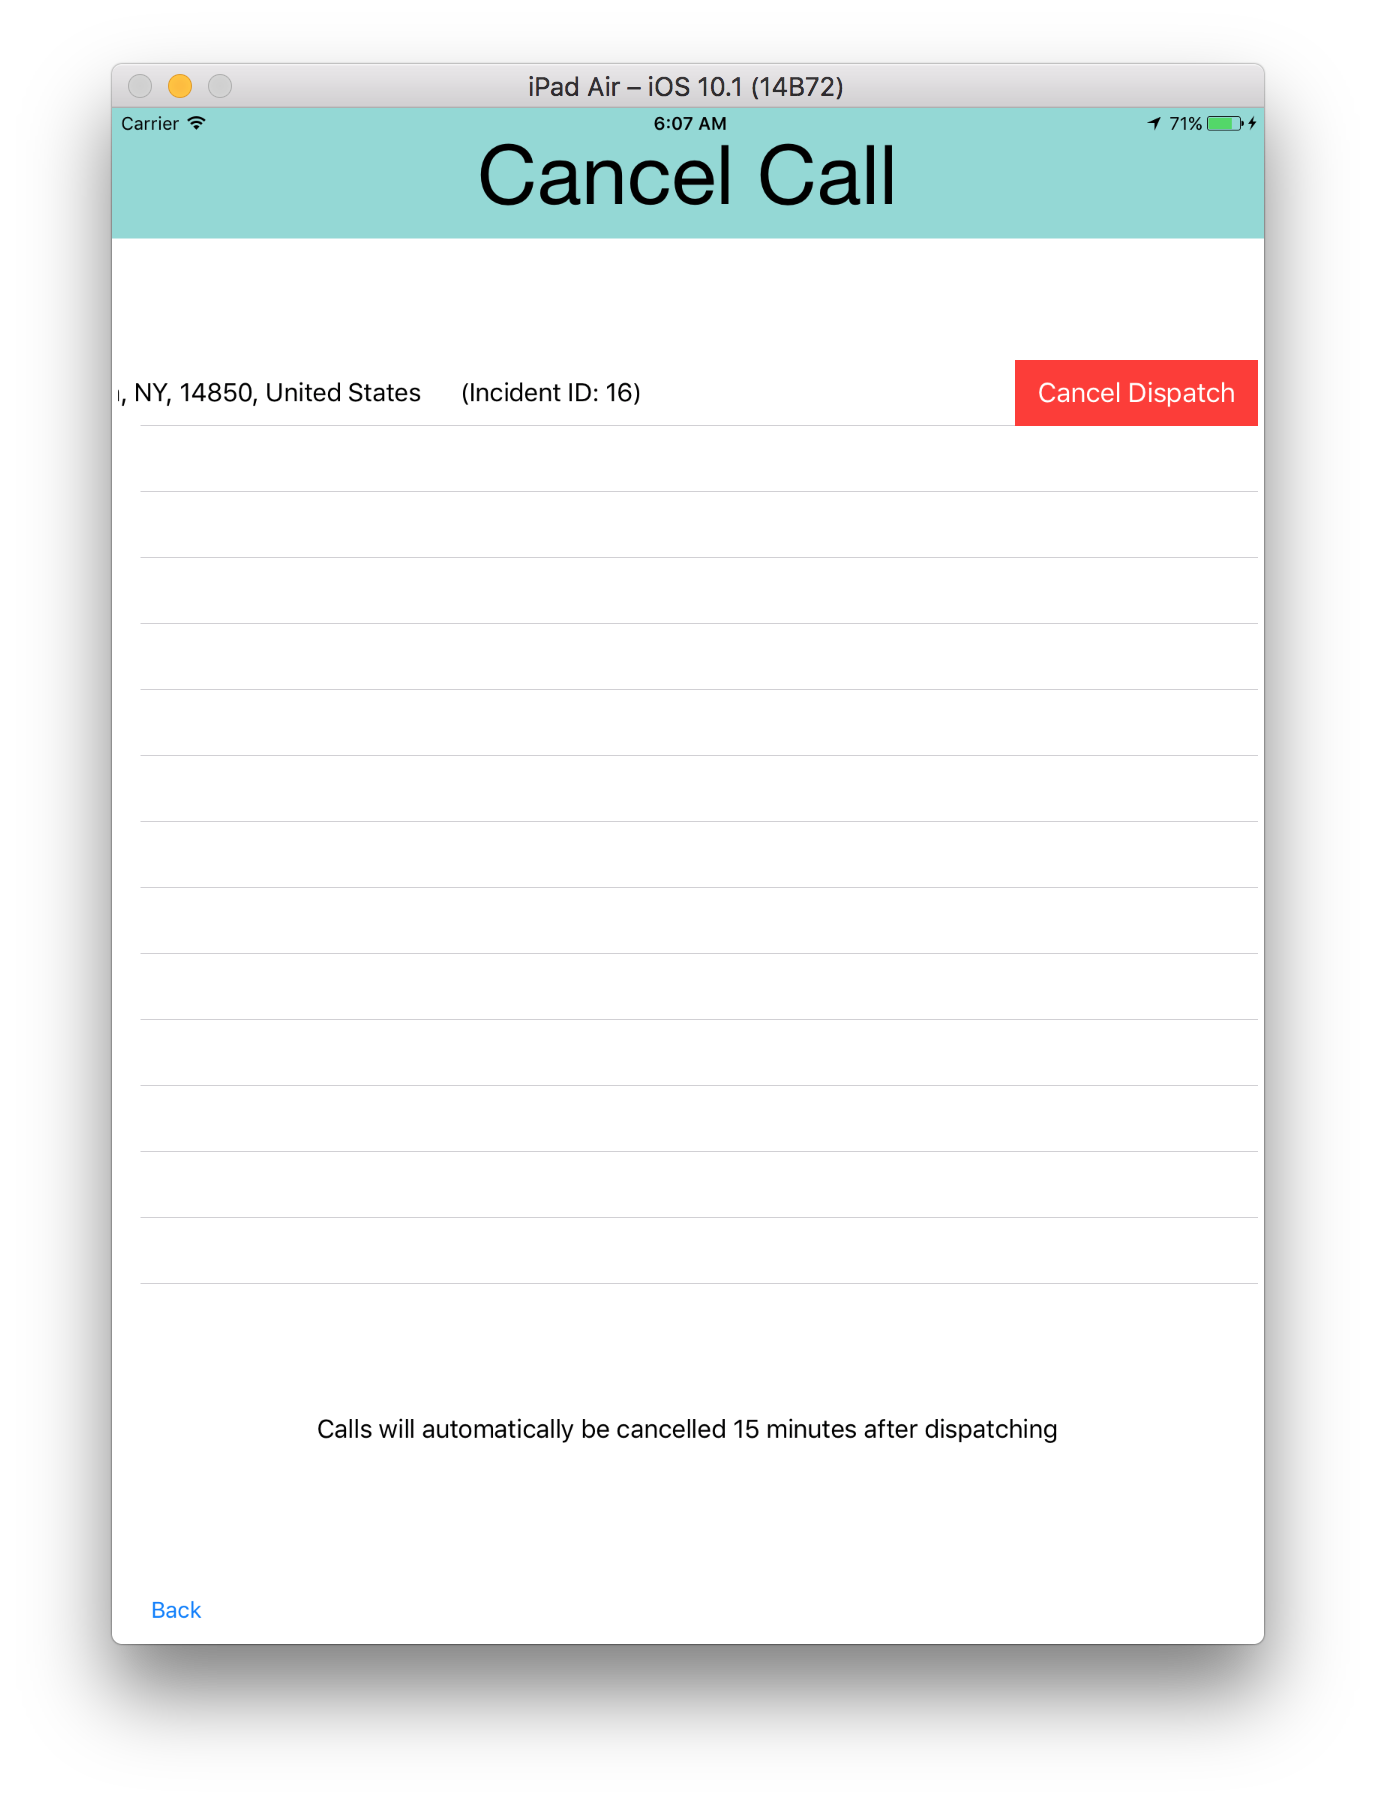 iPad Air – iOS 10.1 (14B72)
Carrier 6:07 AM 71%
Cancel Call
, NY, 14850, United States (Incident ID: 16) Cancel Dispatch
Calls will automatically be cancelled 15 minutes after dispatching
Back